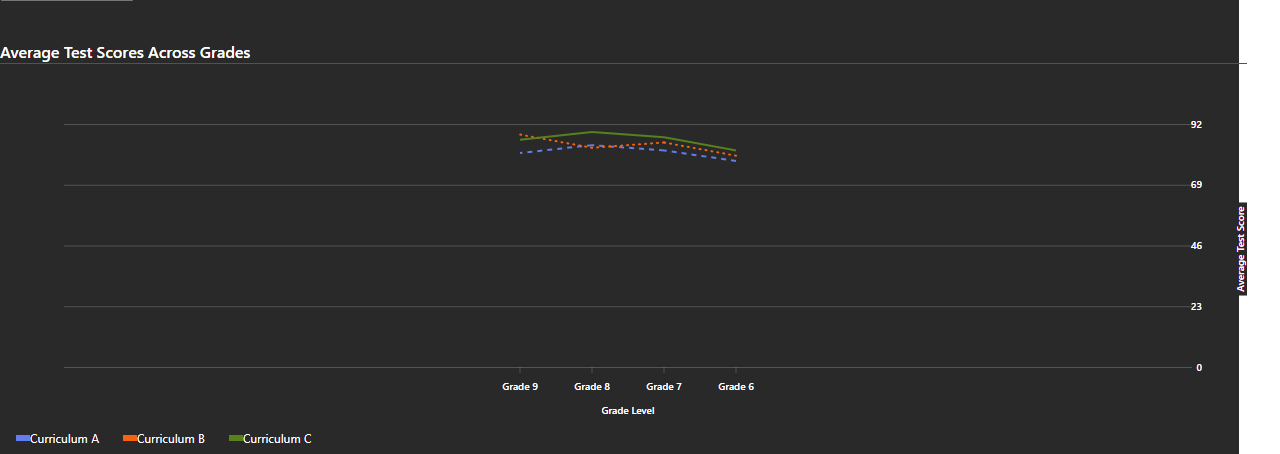 Average Test Scores Across Grades
92
69
46
23
0
Average Test Score
Grade 9 Grade 8 Grade 7 Grade 6
Grade Level
Curriculum A Curriculum B Curriculum C